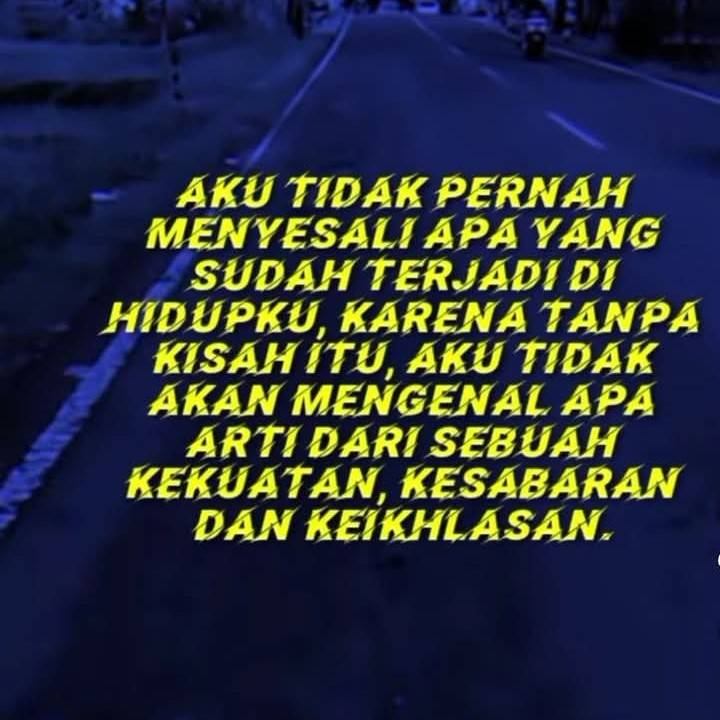 AKU TIDAK PERNAH
MENYESALI APA YANG
SUDAH TERJADI DI
HIDUPKU, KARENA TANPA
KISAH ITU, AKU TIDAK
AKAN MENGENAL APA
ARTI DARI SEBUAH
KEKUATAN, KESABARAN
DAN KEIKHLASAN.